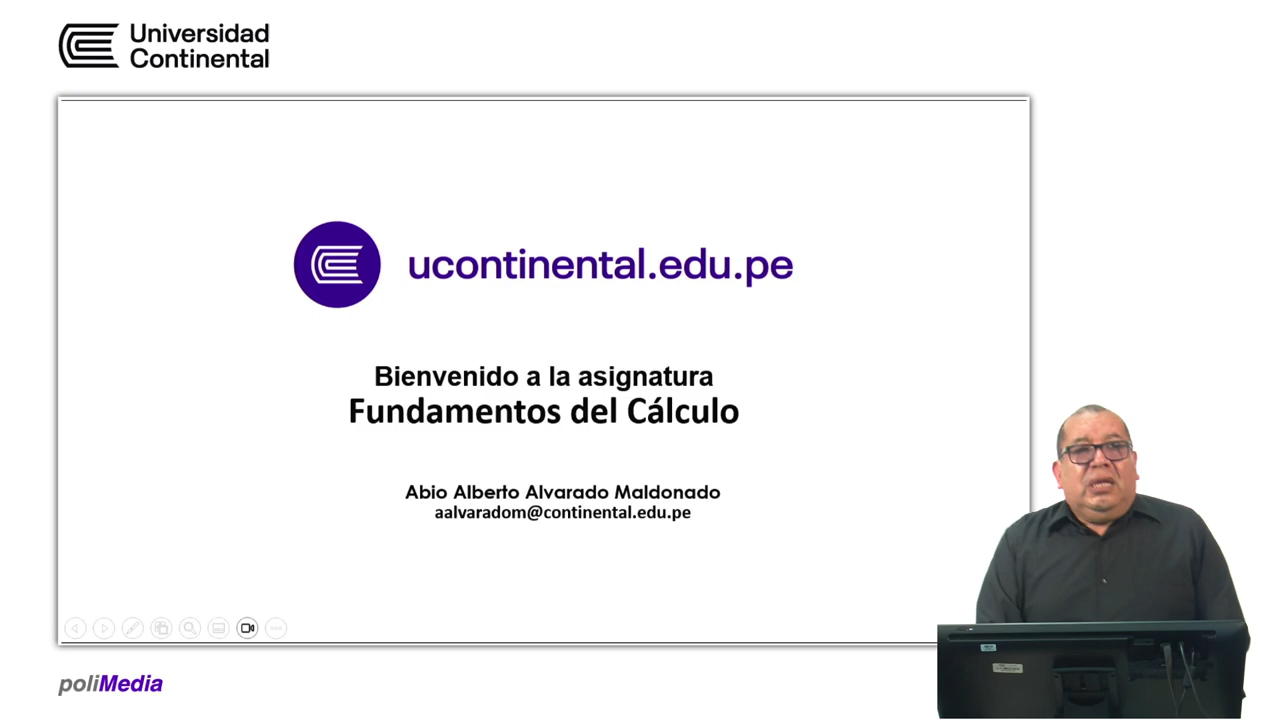 Universidad
Continental
ucontinental.edu.pe
Bienvenido a la asignatura
Fundamentos del Cálculo
Abio Alberto Alvarado Maldonado
aalvaradom@continental.edu.pe
poliMedia